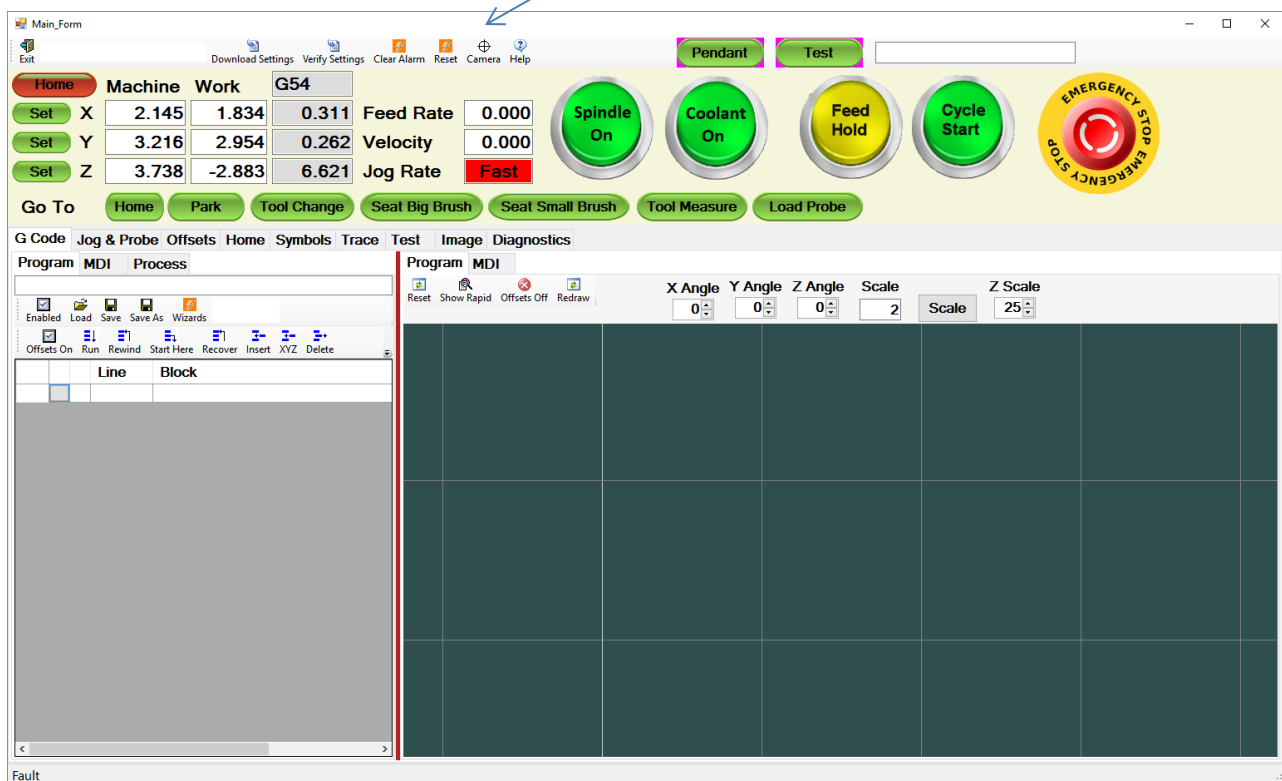 Main_Form
Exit Download Settings Verify Settings Clear Alarm Reset Camera Help
Pendant Test
Home Machine Work G54
Set X 2.145 1.834 0.311 Feed Rate 0.000
Set Y 3.216 2.954 0.262 Velocity 0.000
Set Z 3.738 -2.883 6.621 Jog Rate Fast
Spindle On
Coolant On
Feed Hold
Cycle Start
EMERGENCY STOP EMERGENCY STOP
Go To Home Park Tool Change Seat Big Brush Seat Small Brush Tool Measure Load Probe
G Code Jog & Probe Offsets Home Symbols Trace Test Image Diagnostics
Program MDI Process
Enabled Load Save Save As Wizards
Offsets On Run Rewind Start Here Recover Insert XYZ Delete
Line Block
Program MDI
Reset Show Rapid Offsets Off Redraw
X Angle Y Angle Z Angle Scale Z Scale
0 0 0 2 Scale 25
Fault